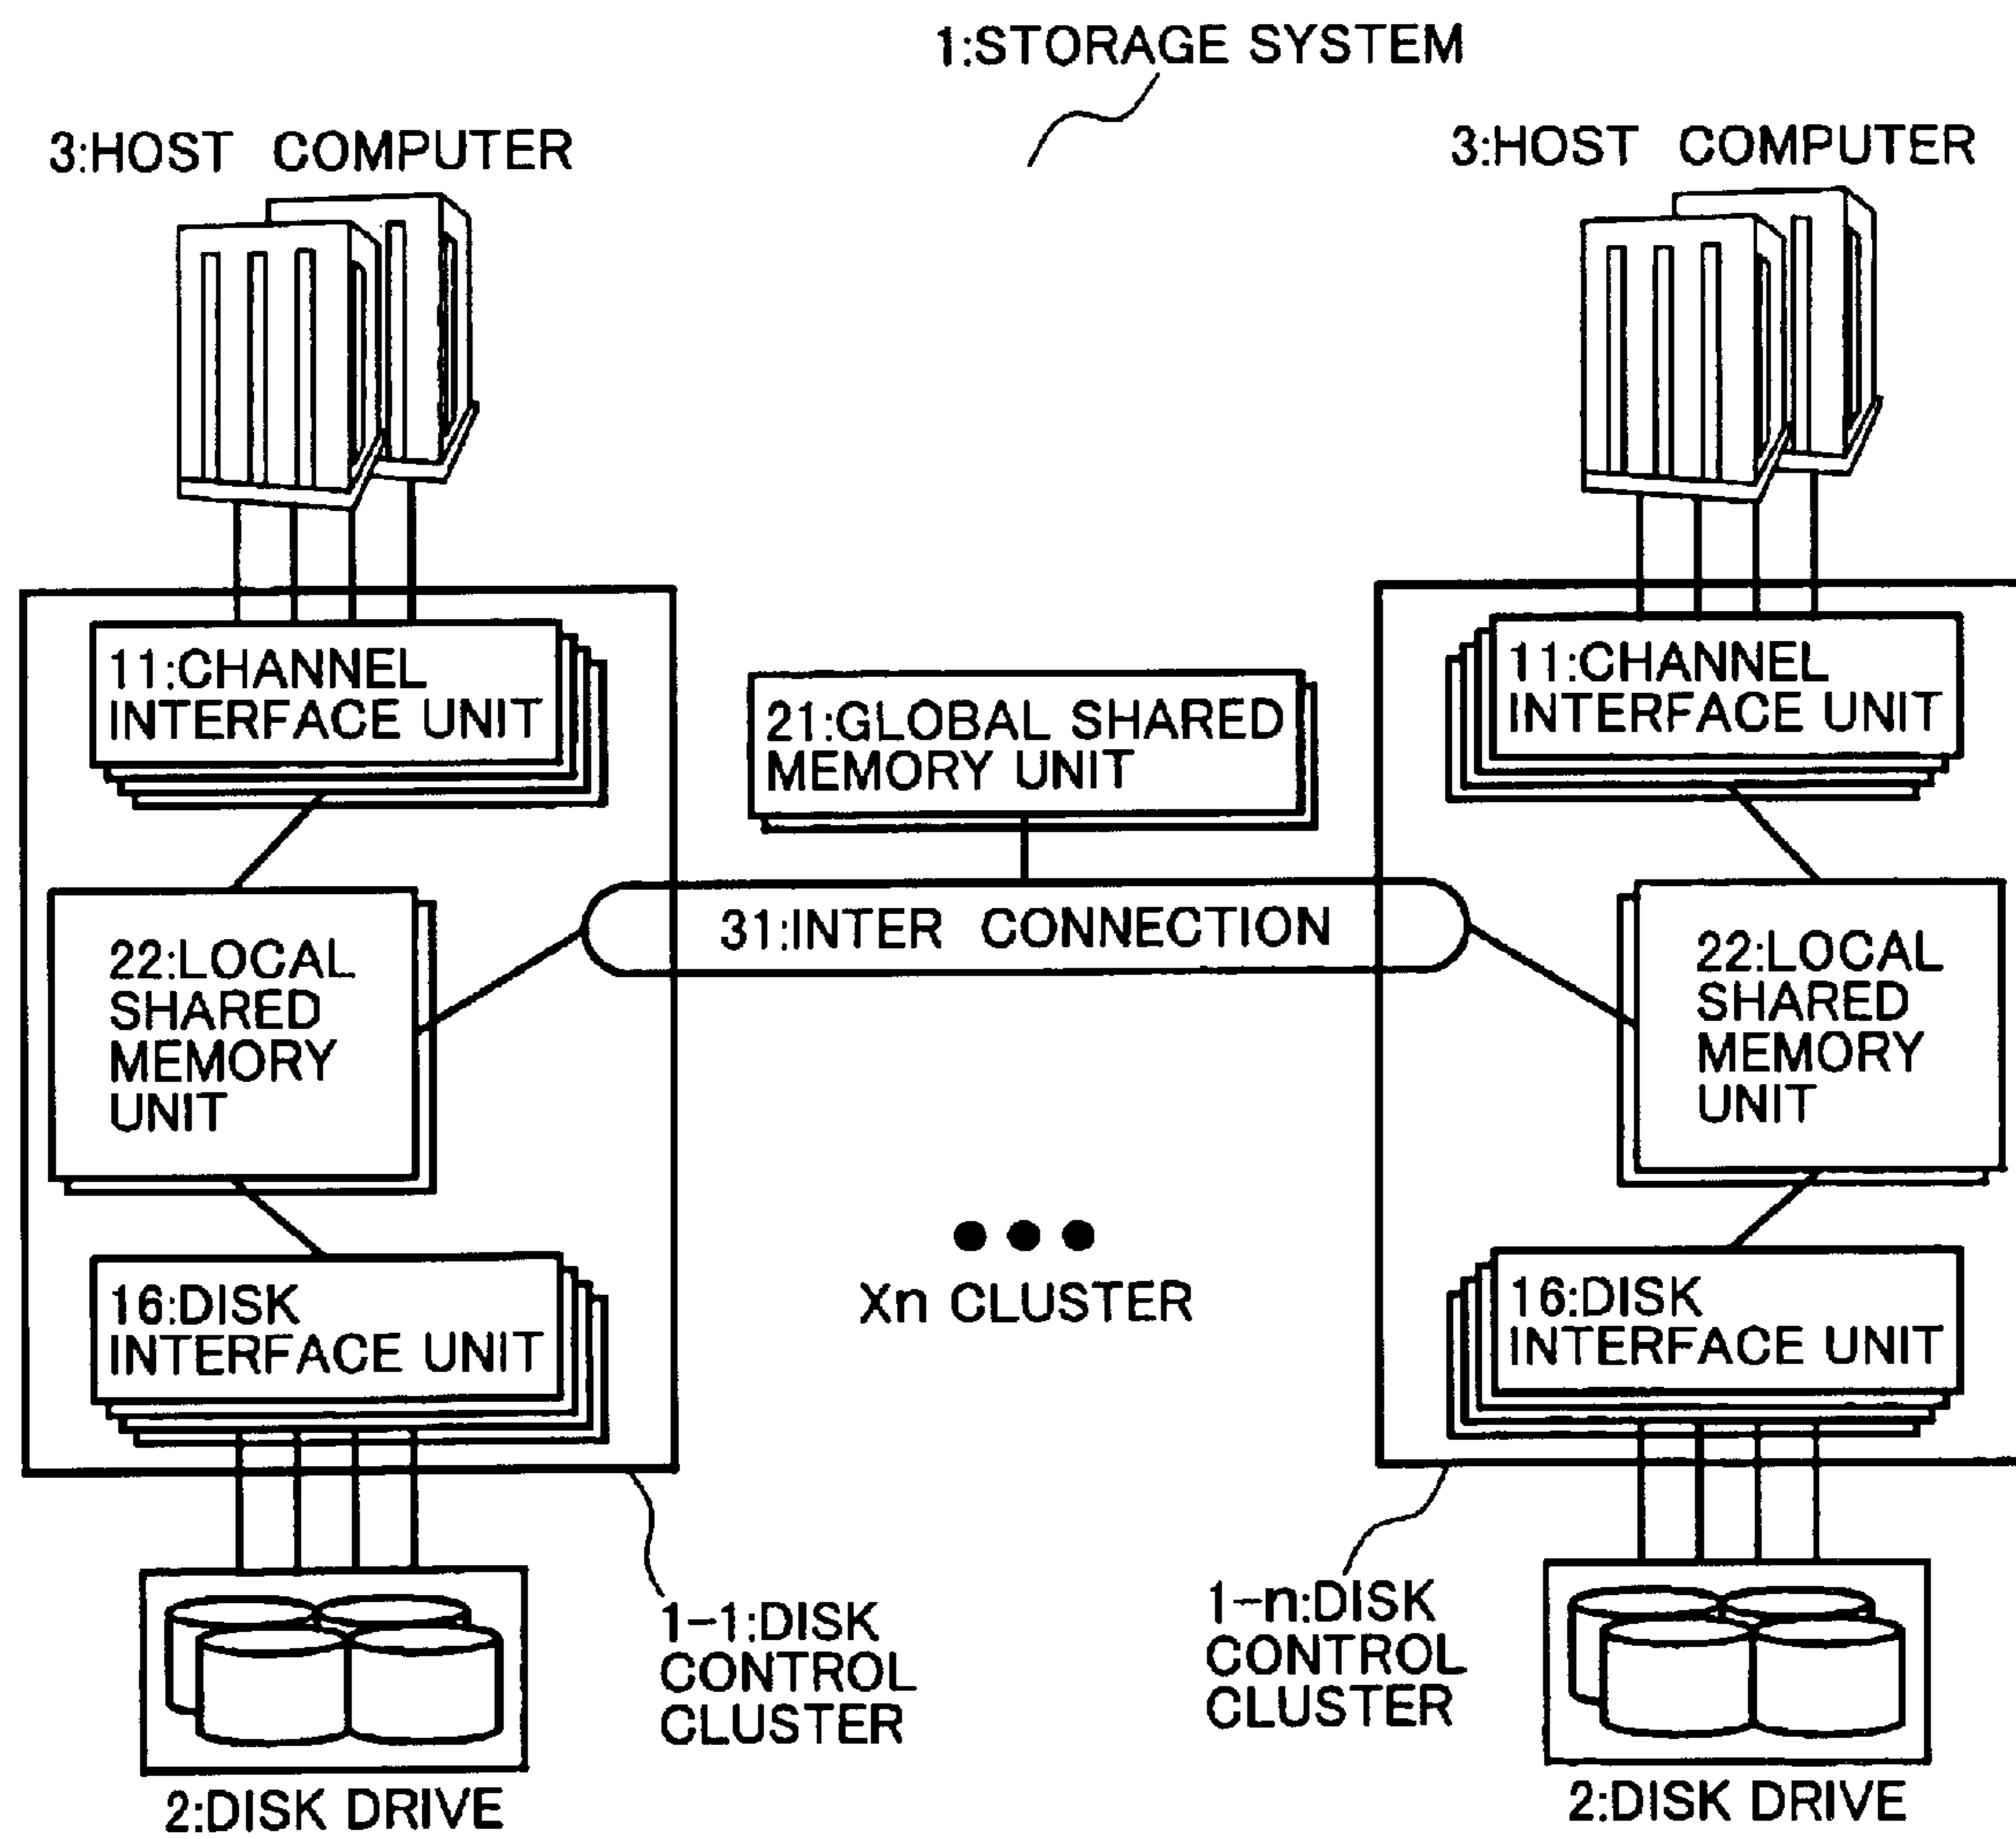 1:STORAGE SYSTEM
3:HOST COMPUTER
3:HOST COMPUTER
11:CHANNEL
INTERFACE UNIT
21:GLOBAL SHARED
MEMORY UNIT
11:CHANNEL
INTERFACE UNIT
31:INTER CONNECTION
22:LOCAL
SHARED
MEMORY
UNIT
22:LOCAL
SHARED
MEMORY
UNIT
Xn CLUSTER
16:DISK
INTERFACE UNIT
16:DISK
INTERFACE UNIT
1-1:DISK
CONTROL
CLUSTER
1-n:DISK
CONTROL
CLUSTER
2:DISK DRIVE
2:DISK DRIVE